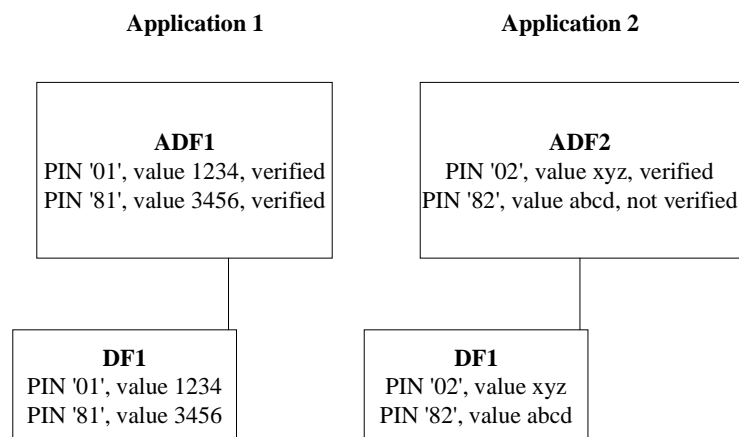 Application 1
Application 2
ADF1
PIN '01', value 1234, verified
PIN '81', value 3456, verified
ADF2
PIN '02', value xyz, verified
PIN '82', value abcd, not verified
DF1
PIN '01', value 1234
PIN '81', value 3456
DF1
PIN '02', value xyz
PIN '82', value abcd